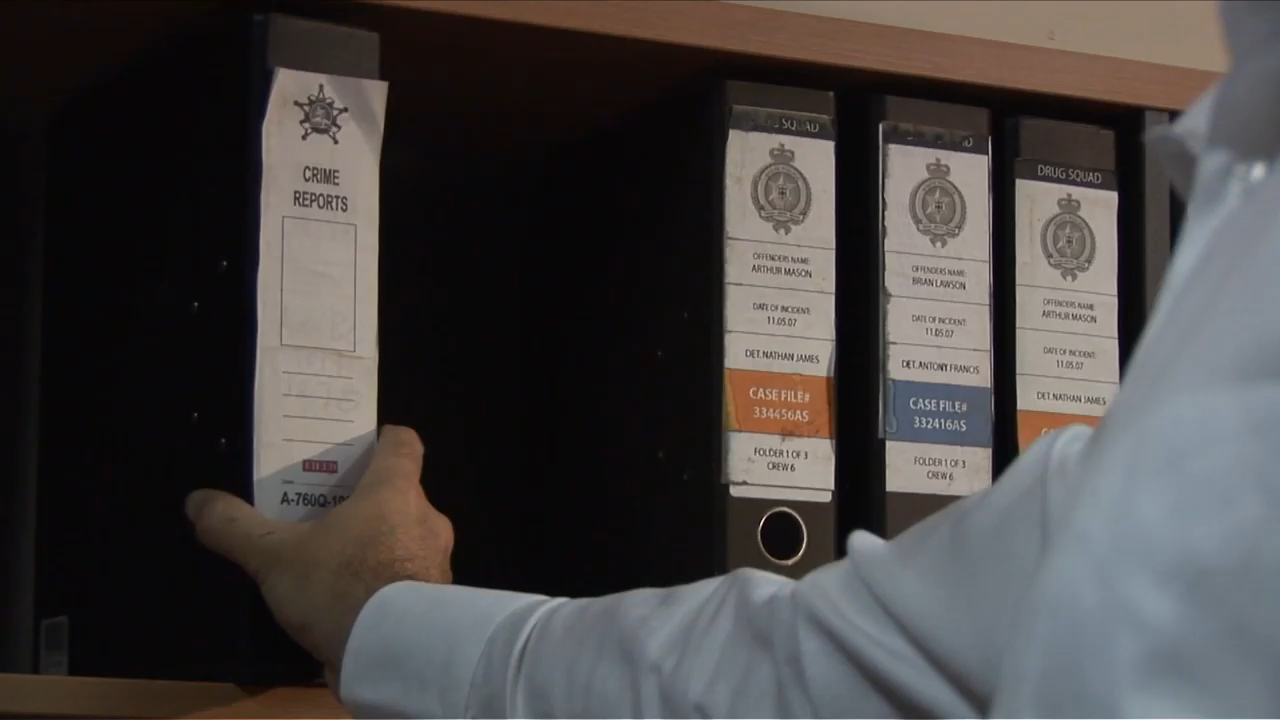 CRIME
REPORTS
FILED
A-760Q-10
SQUAD
OFFENDERS NAME:
ARTHUR MASON
DATE OF INCIDENT:
11.05.07
DET. NATHAN JAMES
CASE FILE#
334456AS
FOLDER 1 OF 3
CREW 6
OFFENDERS NAME:
BRIAN LAWSON
DATE OF INCIDENT:
11.05.07
DET. ANTONY FRANCIS
CASE FILE#
332416AS
FOLDER 1 OF 3
CREW 6
DRUG SQUAD
OFFENDERS NAME:
ARTHUR MASON
DATE OF INCIDENT:
11.05.07
DET. NATHAN JAMES